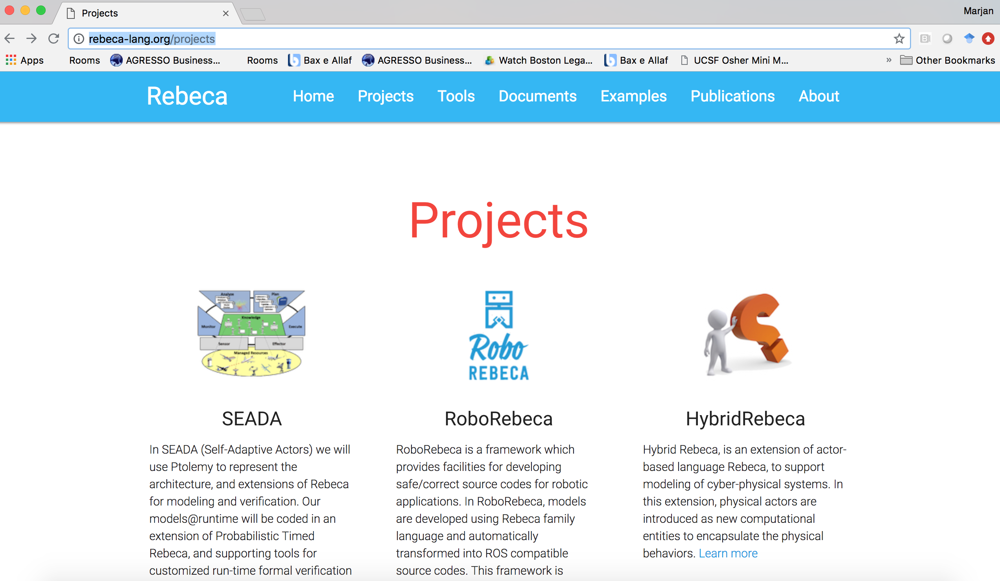 Projects
Marjan
rebeca-lang.org/projects
Apps Rooms AGRESSO Business... Rooms Bax e Allaf AGRESSO Business... Watch Boston Lega... Bax e Allaf UCSF Osher Mini M... » Other Bookmarks
Rebeca Home Projects Tools Documents Examples Publications About
Projects
Analyze Plan
Knowledge
Monitor Execute
Sensor Effector
Managed Resources
Robo
REBECA
SEADA
In SEADA (Self-Adaptive Actors) we will
use Ptolemy to represent the
architecture, and extensions of Rebeca
for modeling and verification. Our
models@runtime will be coded in an
extension of Probabilistic Timed
Rebeca, and supporting tools for
customized run-time formal verification
RoboRebeca
RoboRebeca is a framework which
provides facilities for developing
safe/correct source codes for robotic
applications. In RoboRebeca, models
are developed using Rebeca family
language and automatically
transformed into ROS compatible
source codes. This framework is
HybridRebeca
Hybrid Rebeca, is an extension of actor-
based language Rebeca, to support
modeling of cyber-physical systems. In
this extension, physical actors are
introduced as new computational
entities to encapsulate the physical
behaviors. Learn more